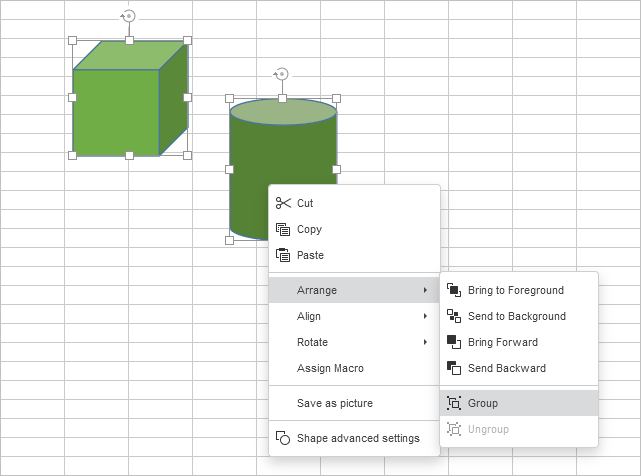 Cut
Copy
Paste
Arrange
Align
Rotate
Assign Macro
Save as picture
Shape advanced settings
Bring to Foreground
Send to Background
Bring Forward
Send Backward
Group
Ungroup